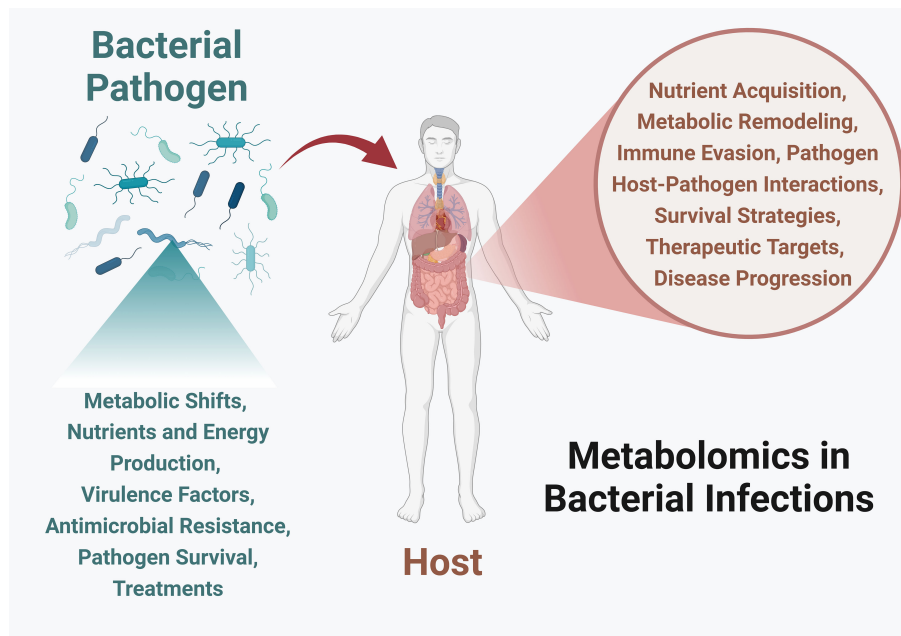 Bacterial
Pathogen
Nutrient Acquisition,
Metabolic Remodeling,
Immune Evasion, Pathogen
Host-Pathogen Interactions,
Survival Strategies,
Therapeutic Targets,
Disease Progression
Metabolic Shifts,
Nutrients and Energy
Production,
Virulence Factors,
Antimicrobial Resistance,
Pathogen Survival,
Treatments
Host
Metabolomics in
Bacterial Infections